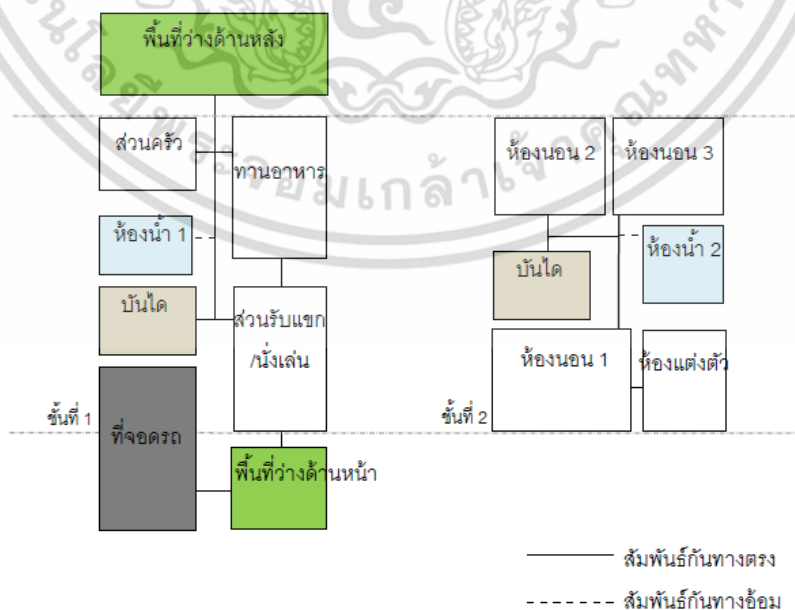 พื้นที่ว่างด้านหลัง
ส่วนครัว
ทานอาหาร
ห้องน้ำ 1
บันได
ส่วนรับแขก
/นั่งเล่น
ชั้นที่ 1
ที่จอดรถ
พื้นที่ว่างด้านหน้า
ห้องนอน 2
ห้องนอน 3
ห้องน้ำ 2
บันได
ห้องนอน 1
ห้องแต่งตัว
ชั้นที่ 2
สัมพันธ์กันทางตรง
สัมพันธ์กันทางอ้อม